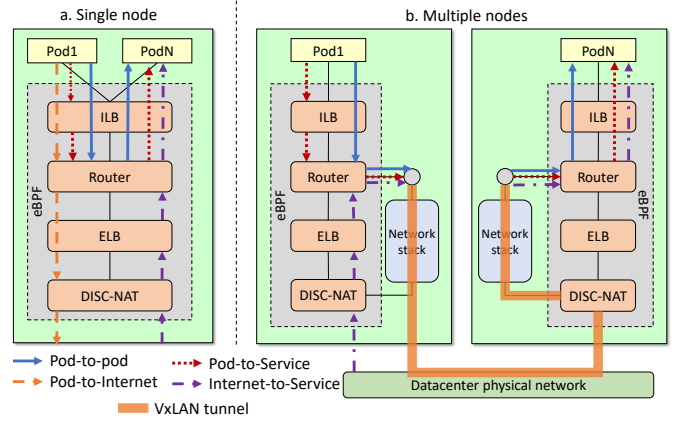 a. Single node
b. Multiple nodes
Pod1
PodN
ILB
Router
ELB
DISC-NAT
eBPF
Pod1
ILB
Router
ELB
DISC-NAT
eBPF
Network
stack
PodN
ILB
Router
ELB
DISC-NAT
eBPF
Network
stack
Pod-to-pod
Pod-to-Service
Pod-to-Internet
Internet-to-Service
VxLAN tunnel
Datacenter physical network